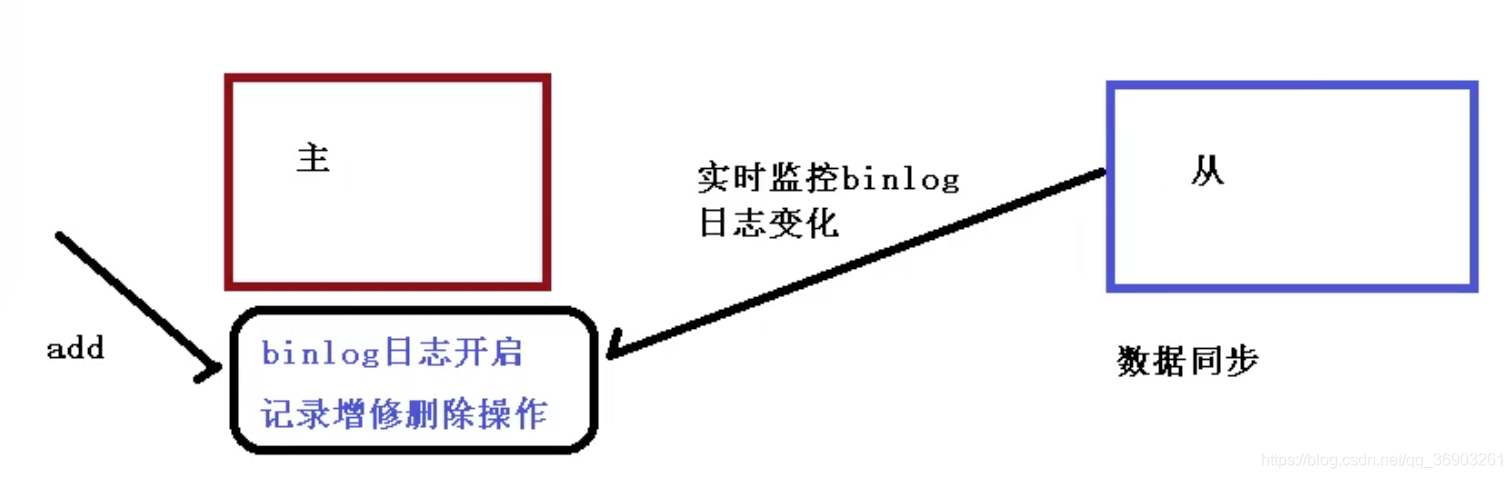 主
从
实时监控binlog
日志变化
add
binlog日志开启
记录增修删除操作
数据同步
https://blog.csdn.net/qq_36903261